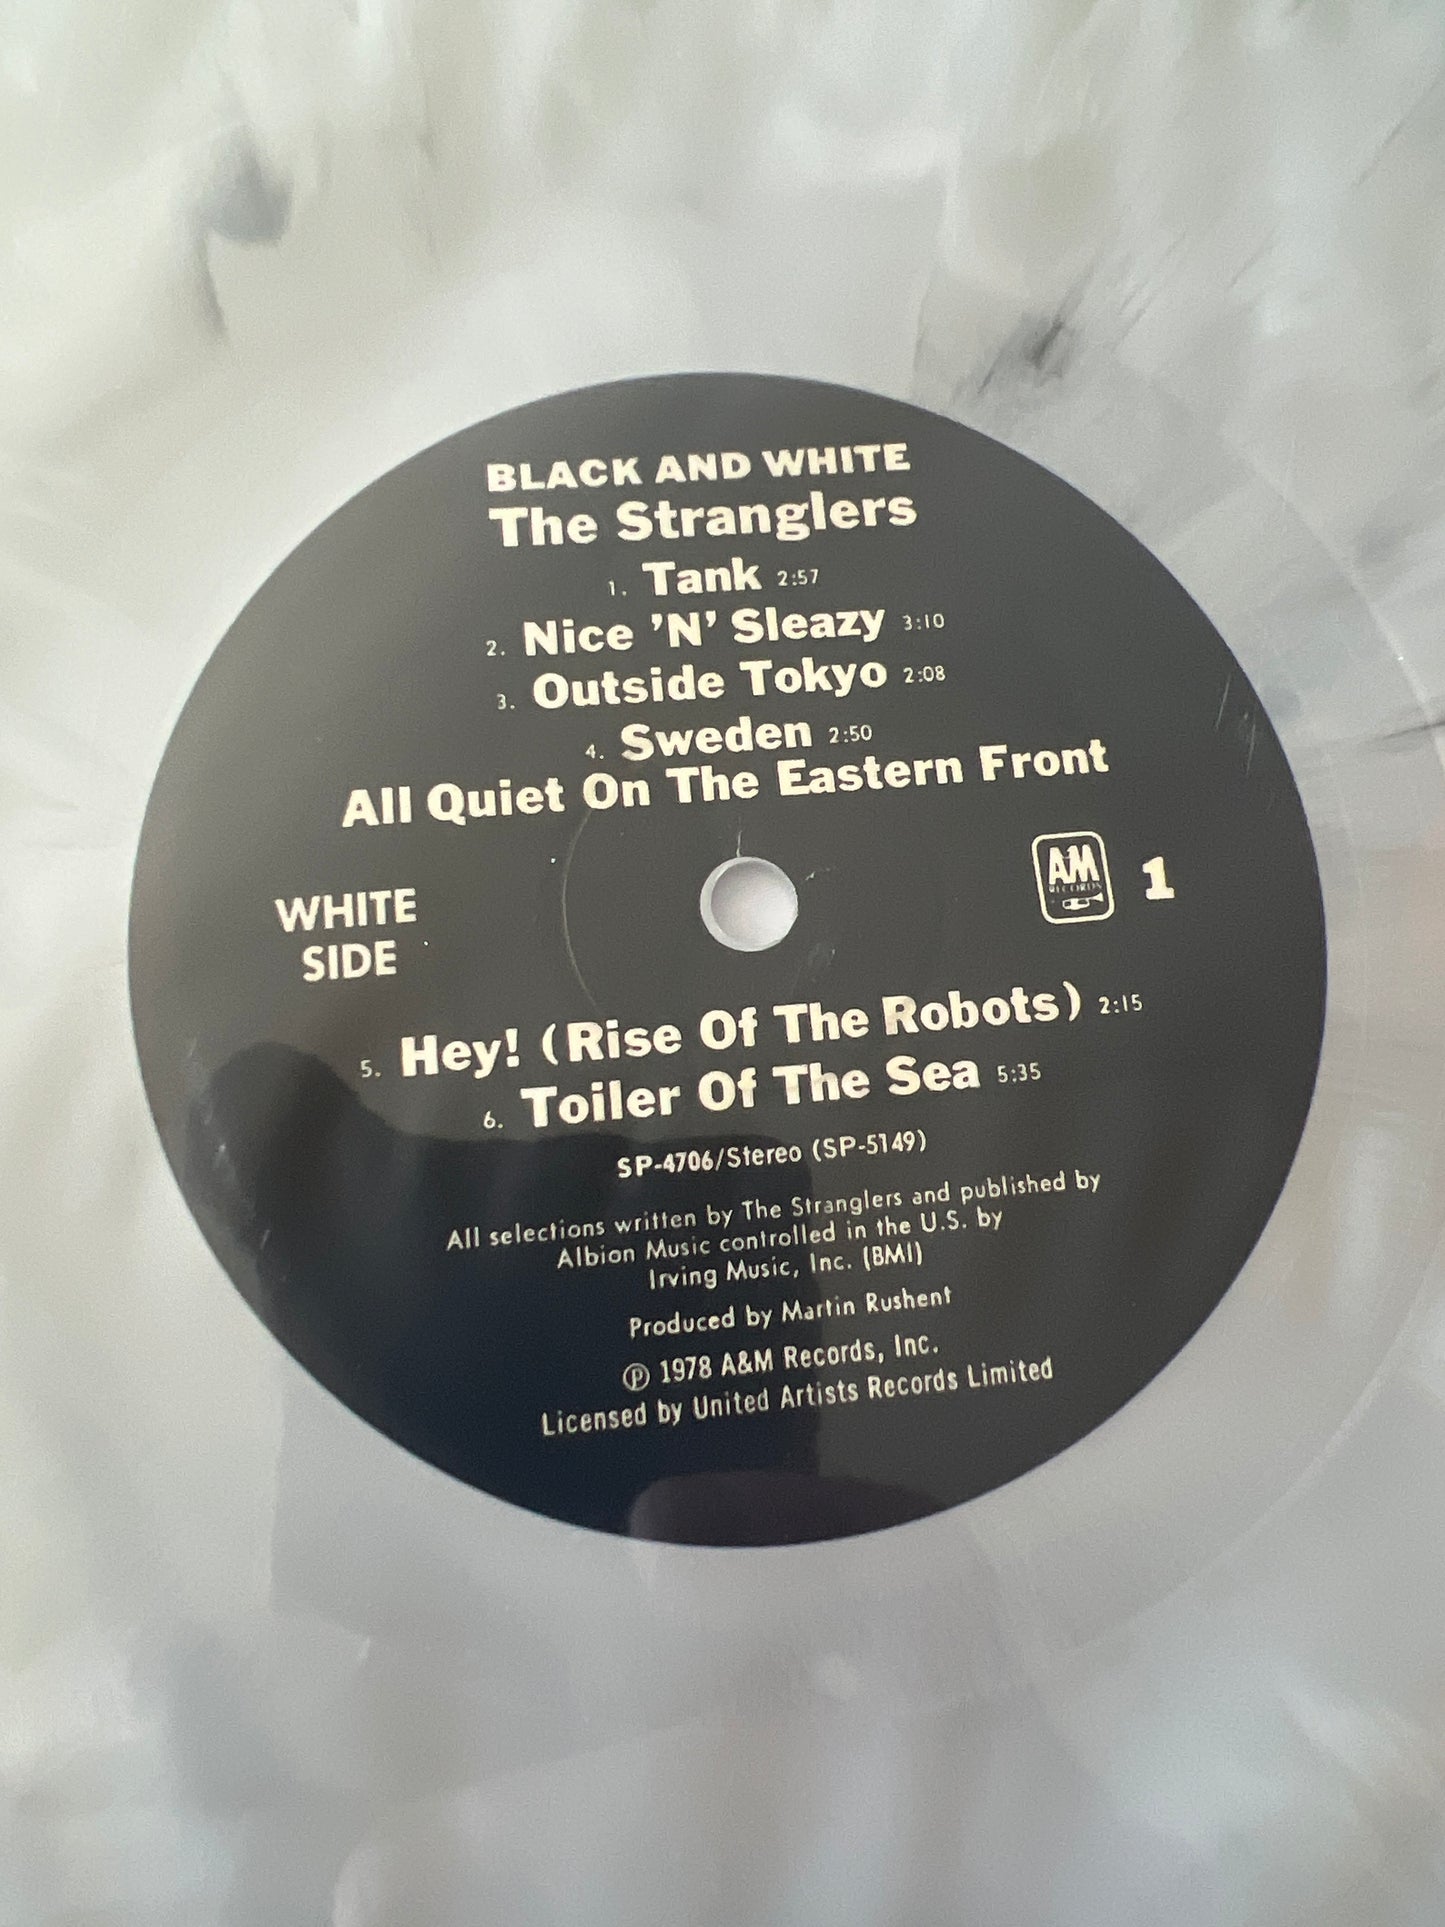 BLACK AND WHITE
The Stranglers
1. Tank 2:57
2. Nice 'N' Sleazy 3:10
3. Outside Tokyo 2:08
4. Sweden 2:50
All Quiet On The Eastern Front
WHITE
SIDE
A&M
RECORDS
1
5. Hey! (Rise Of The Robots) 2:15
6. Toiler Of The Sea 5:35
SP-4706/Stereo (SP-5149)
All selections written by The Stranglers and published by
Albion Music controlled in the U.S. by
Irving Music, Inc. (BMI)
Produced by Martin Rushent
℗ 1978 A&M Records, Inc.
Licensed by United Artists Records Limited